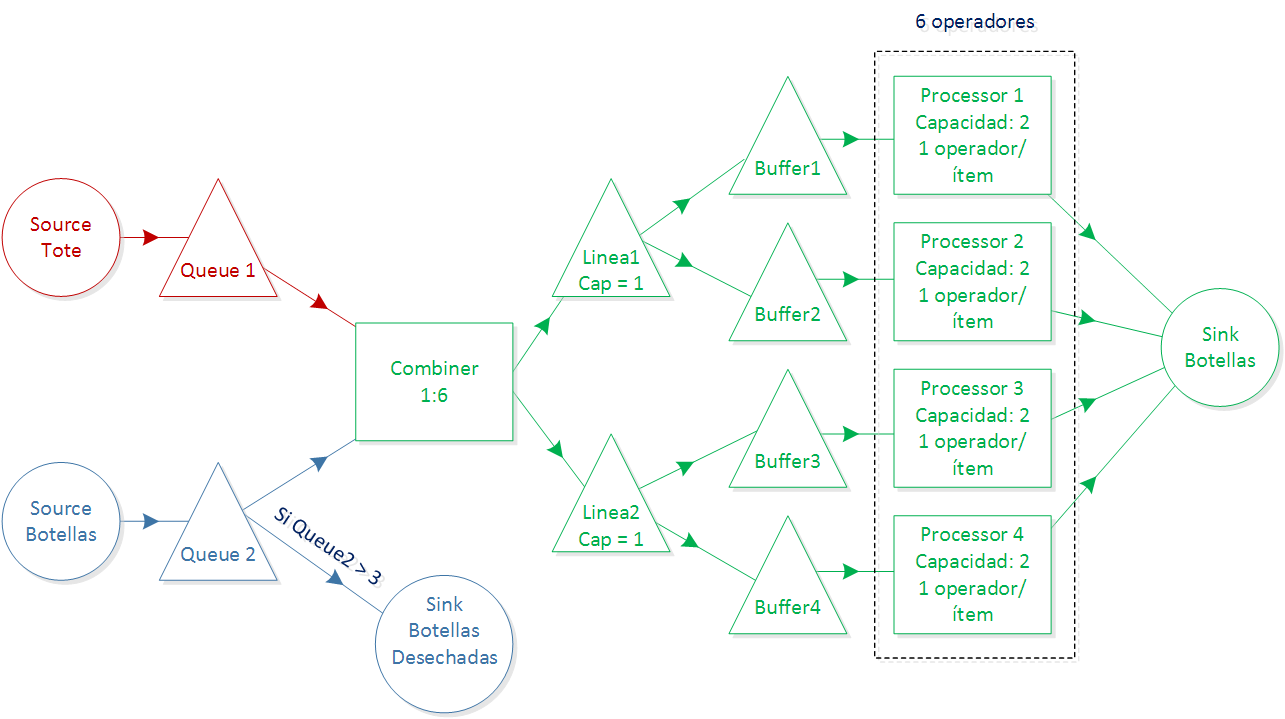 6 operadores
Source
Tote
Queue 1
Source
Botellas
Queue 2
Si Queue2 > 3
Sink
Botellas
Desechadas
Combiner
1:6
Linea1
Cap = 1
Linea2
Cap = 1
Buffer1
Buffer2
Buffer3
Buffer4
Processor 1
Capacidad: 2
1 operador/
ítem
Processor 2
Capacidad: 2
1 operador/
ítem
Processor 3
Capacidad: 2
1 operador/
ítem
Processor 4
Capacidad: 2
1 operador/
ítem
Sink
Botellas